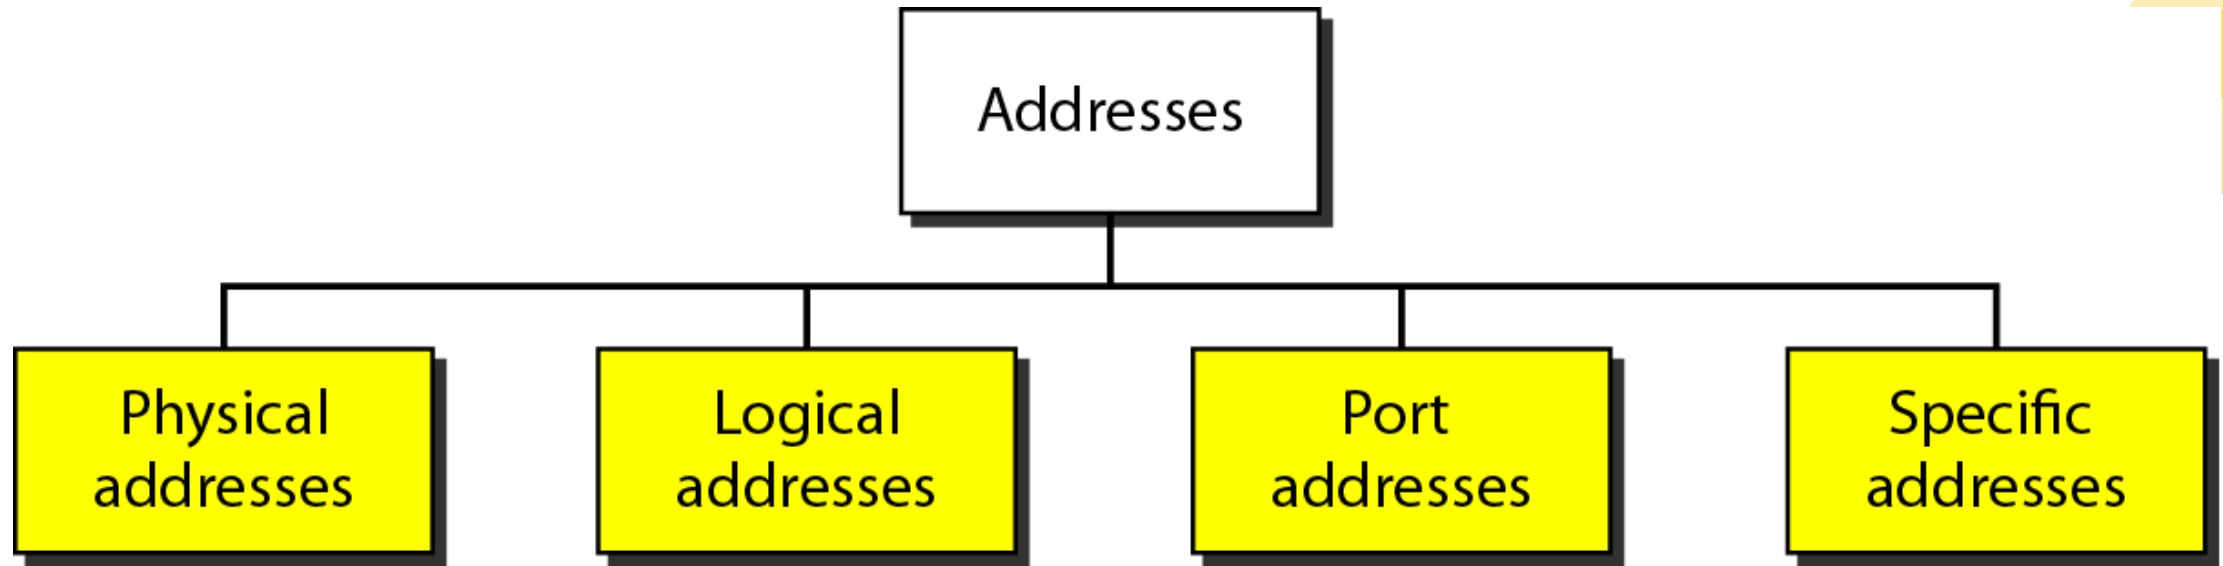 Addresses
Physical
addresses
Logical
addresses
Port
addresses
Specific
addresses